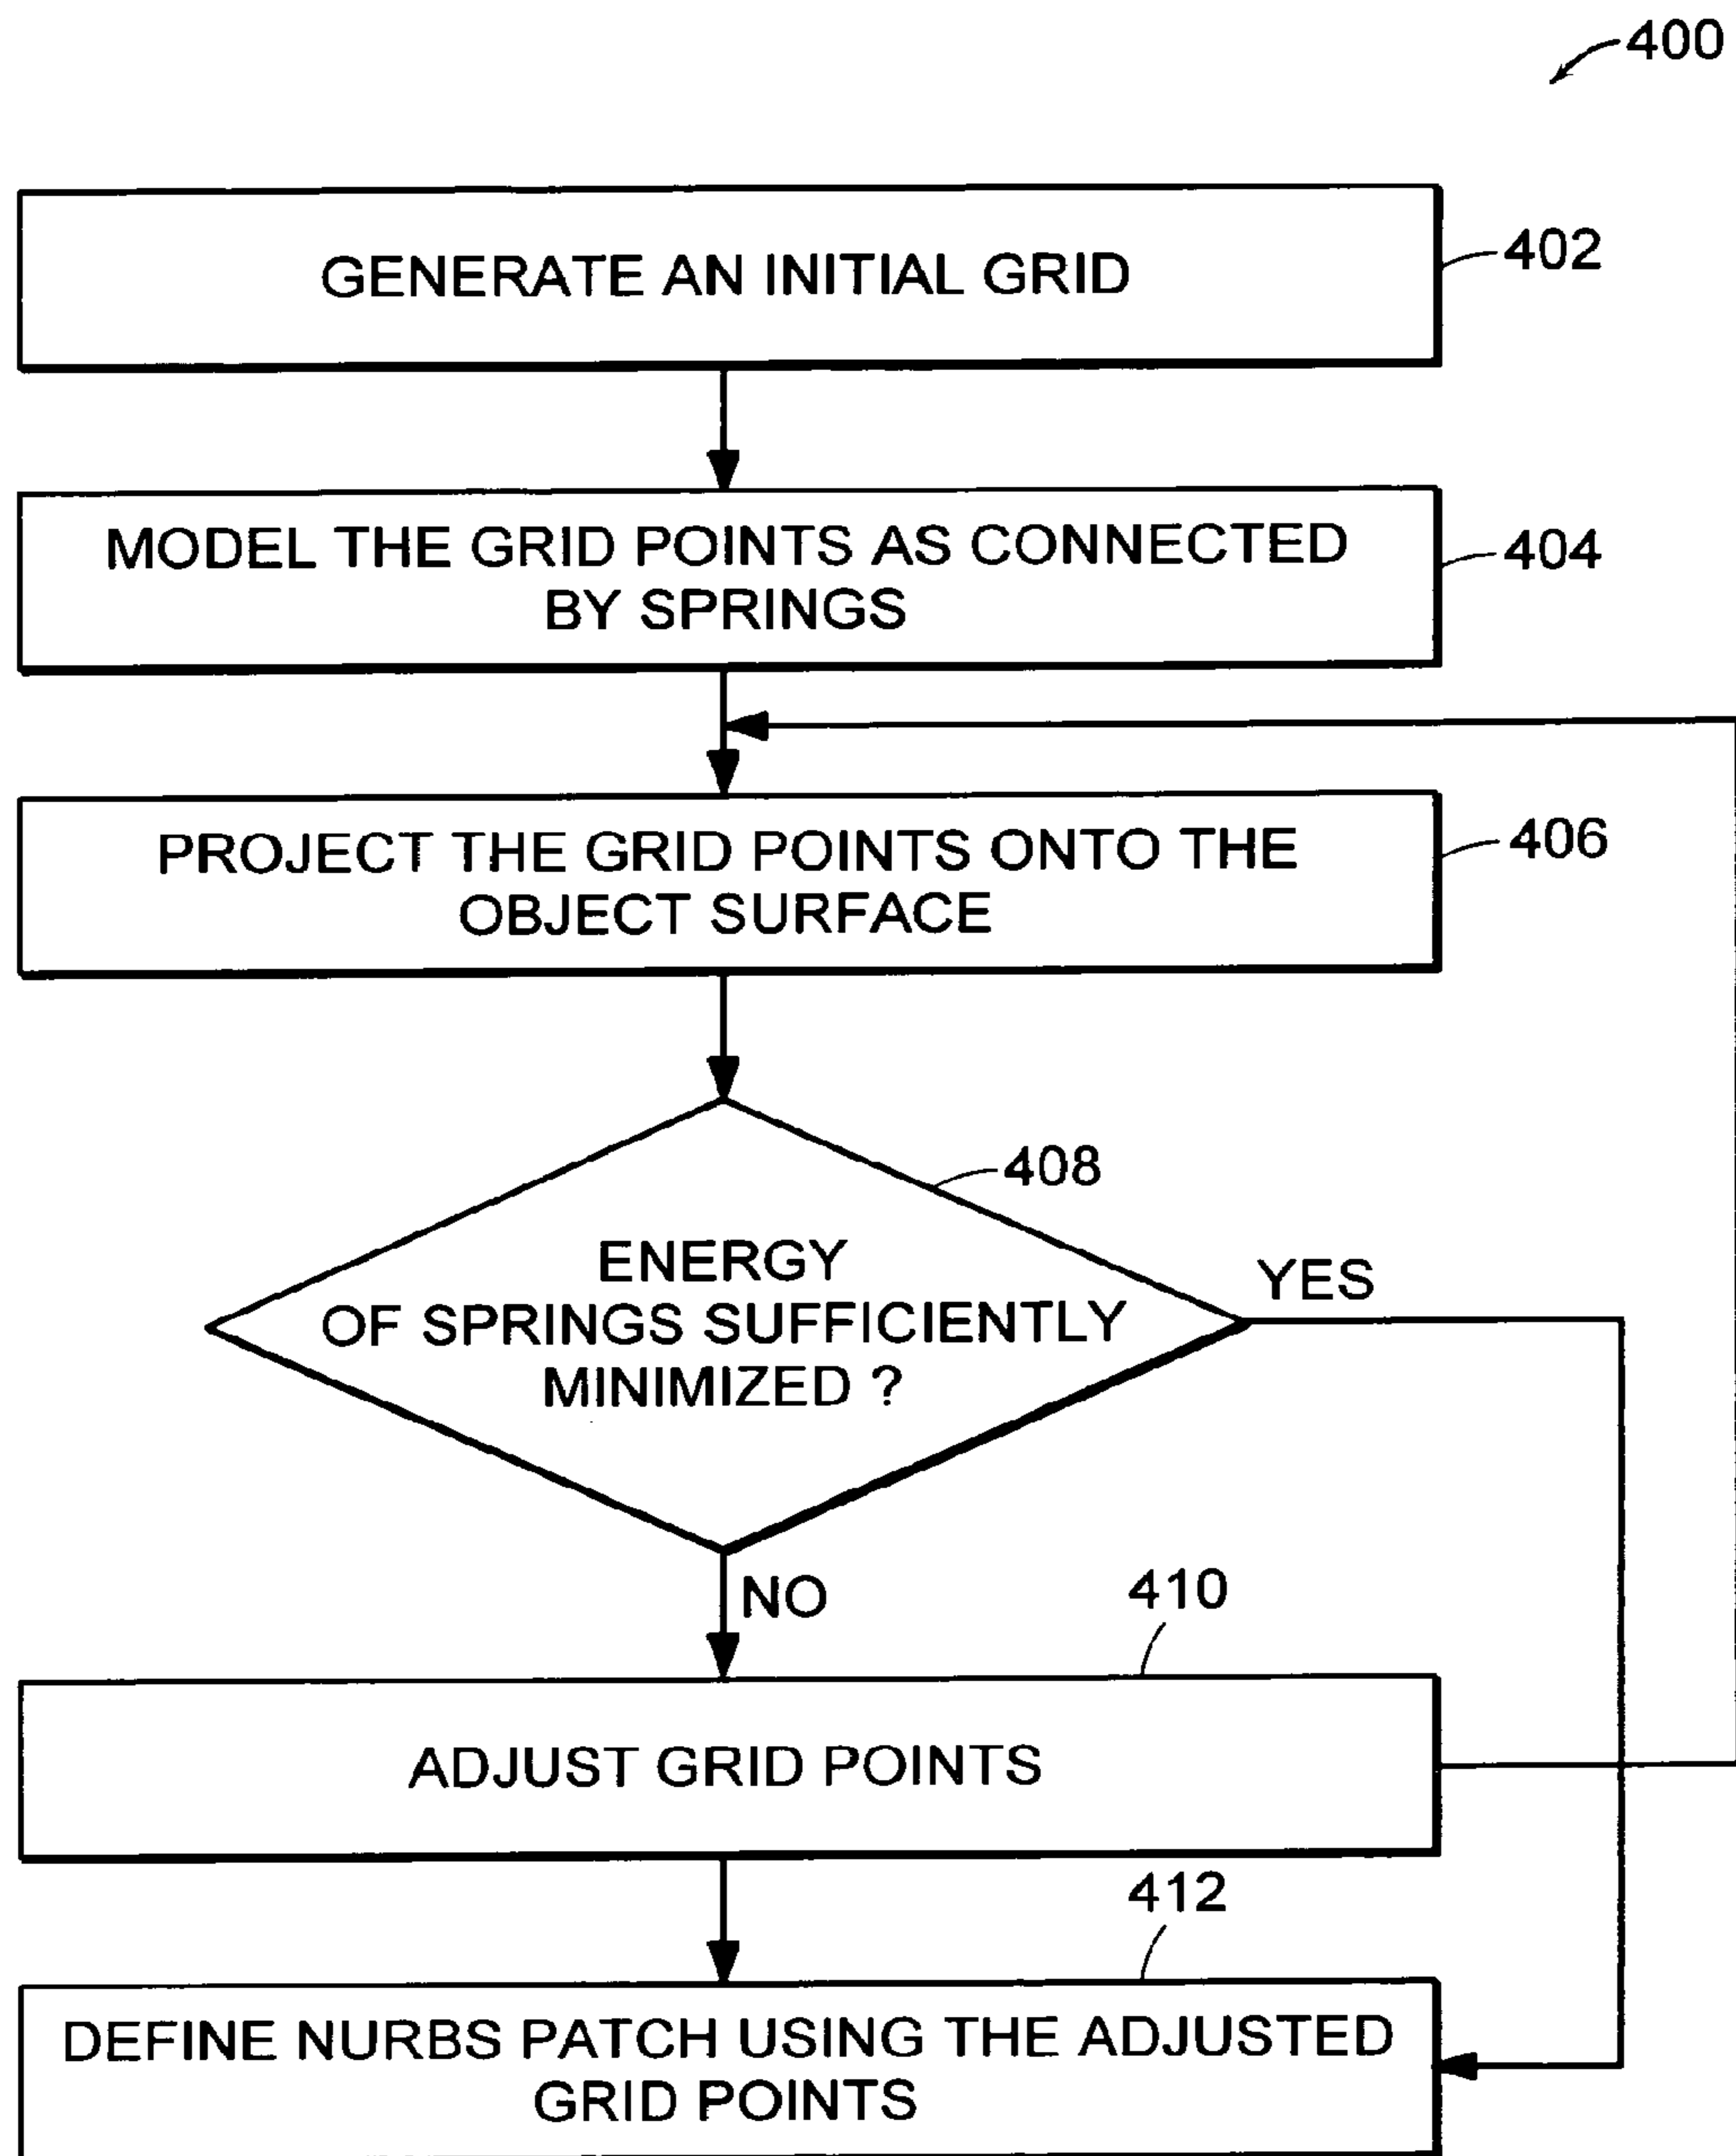 400
GENERATE AN INITIAL GRID
402
MODEL THE GRID POINTS AS CONNECTED
BY SPRINGS
404
PROJECT THE GRID POINTS ONTO THE
OBJECT SURFACE
406
408
ENERGY
OF SPRINGS SUFFICIENTLY
MINIMIZED ?
YES
NO
410
ADJUST GRID POINTS
412
DEFINE NURBS PATCH USING THE ADJUSTED
GRID POINTS